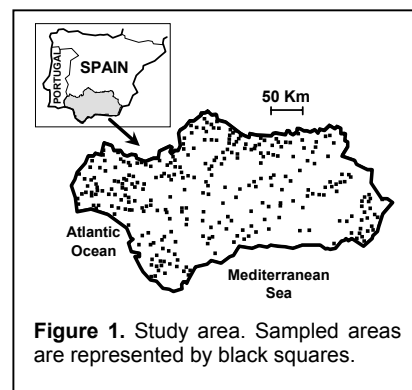 PORTUGAL
SPAIN
50 Km
Atlantic
Ocean
Mediterranean
Sea
Figure 1. Study area. Sampled areas
are represented by black squares.